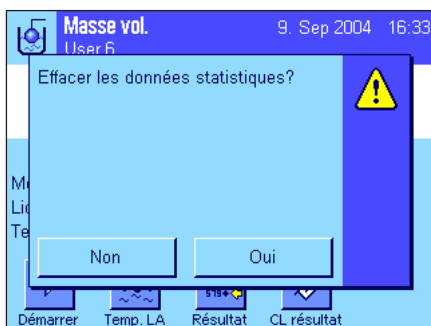 Masse vol.
9. Sep 2004 16:33
User 6
Effacer les données statistiques?
Non
Oui
Démarrer
Temp. LA
Résultat
CL résultat